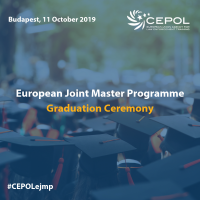 Budapest, 11 October 2019
CEPOL
European Joint Master Programme
Graduation Ceremony
#CEPOLejmp